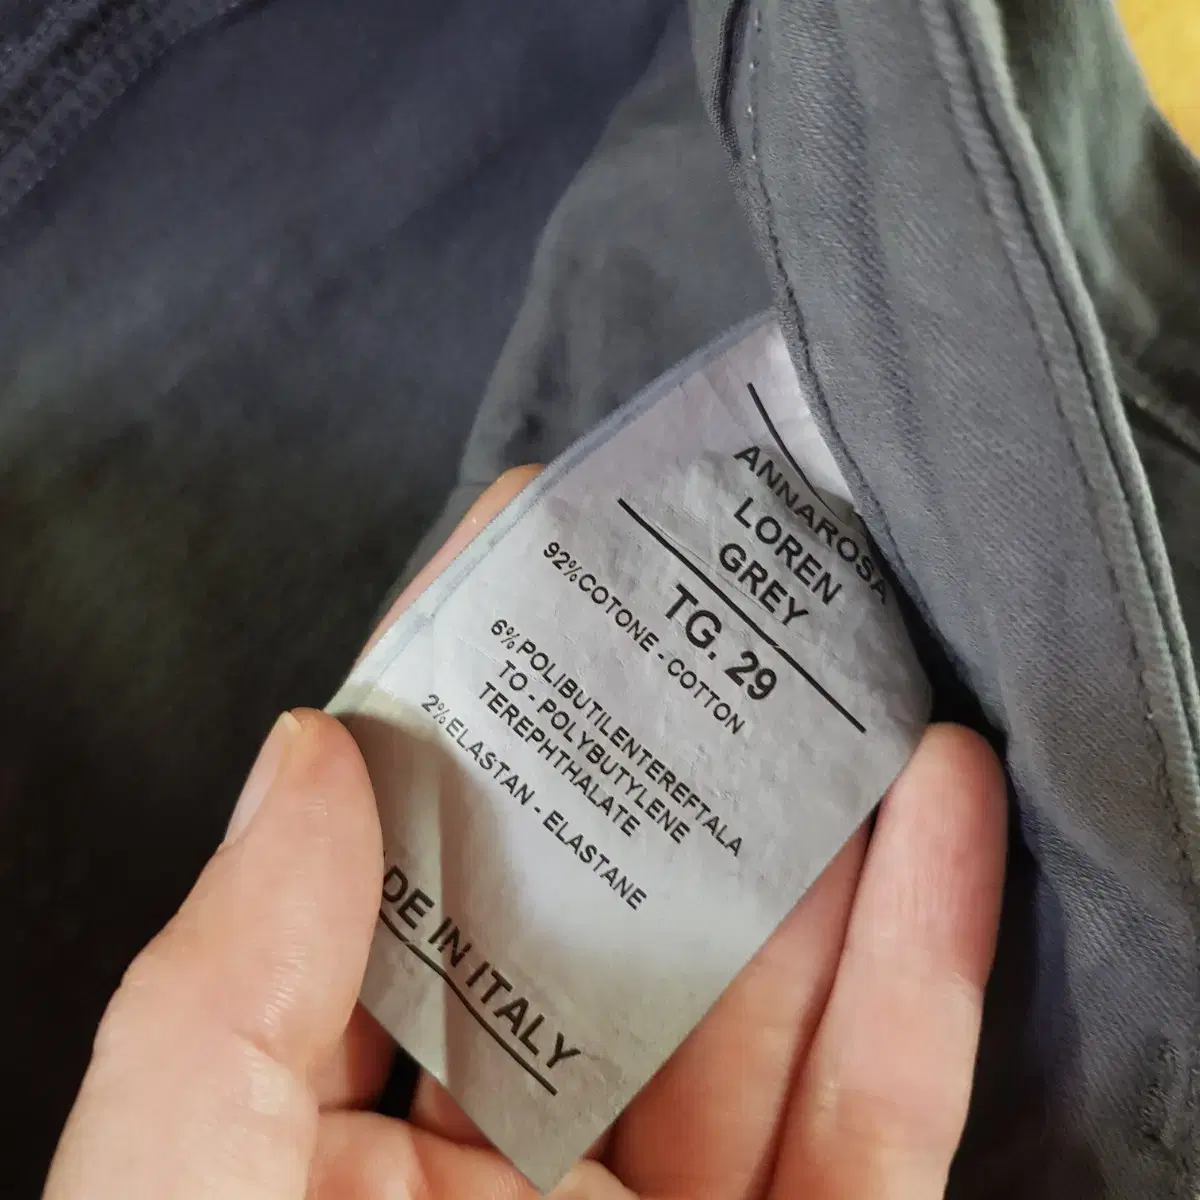 ANNAROSA
LOREN
GREY
TG. 29
92%COTONE - COTTON
6%POLIBUTILENTEREFTALA
TO - POLYBUTYLENE
TEREPHTHALATE
2%ELASTAN - ELASTANE
DE IN ITALY